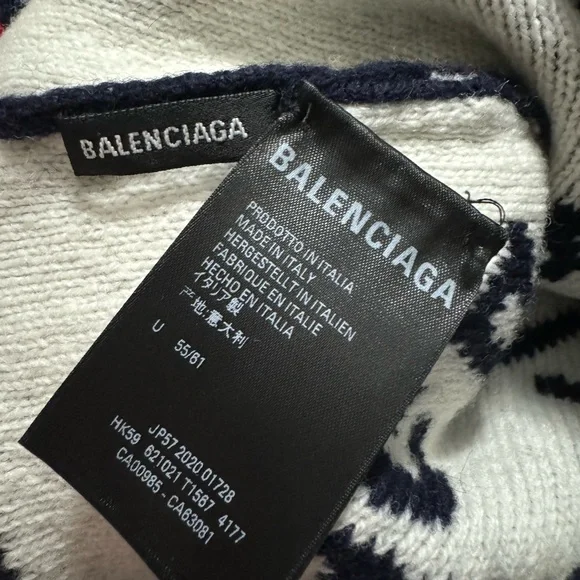 BALENCIAGA
BALENCIAGA
PRODOTTO IN ITALIA
MADE IN ITALY
HERGESTELLT IN ITALIEN
FABRIQUE EN ITALIE
HECHO EN ITALIA
イタリア製
产地:意大利
U 55/61
JP57 2020 01728
HK59 621021 T1567 4177
CA00985 - CA63081